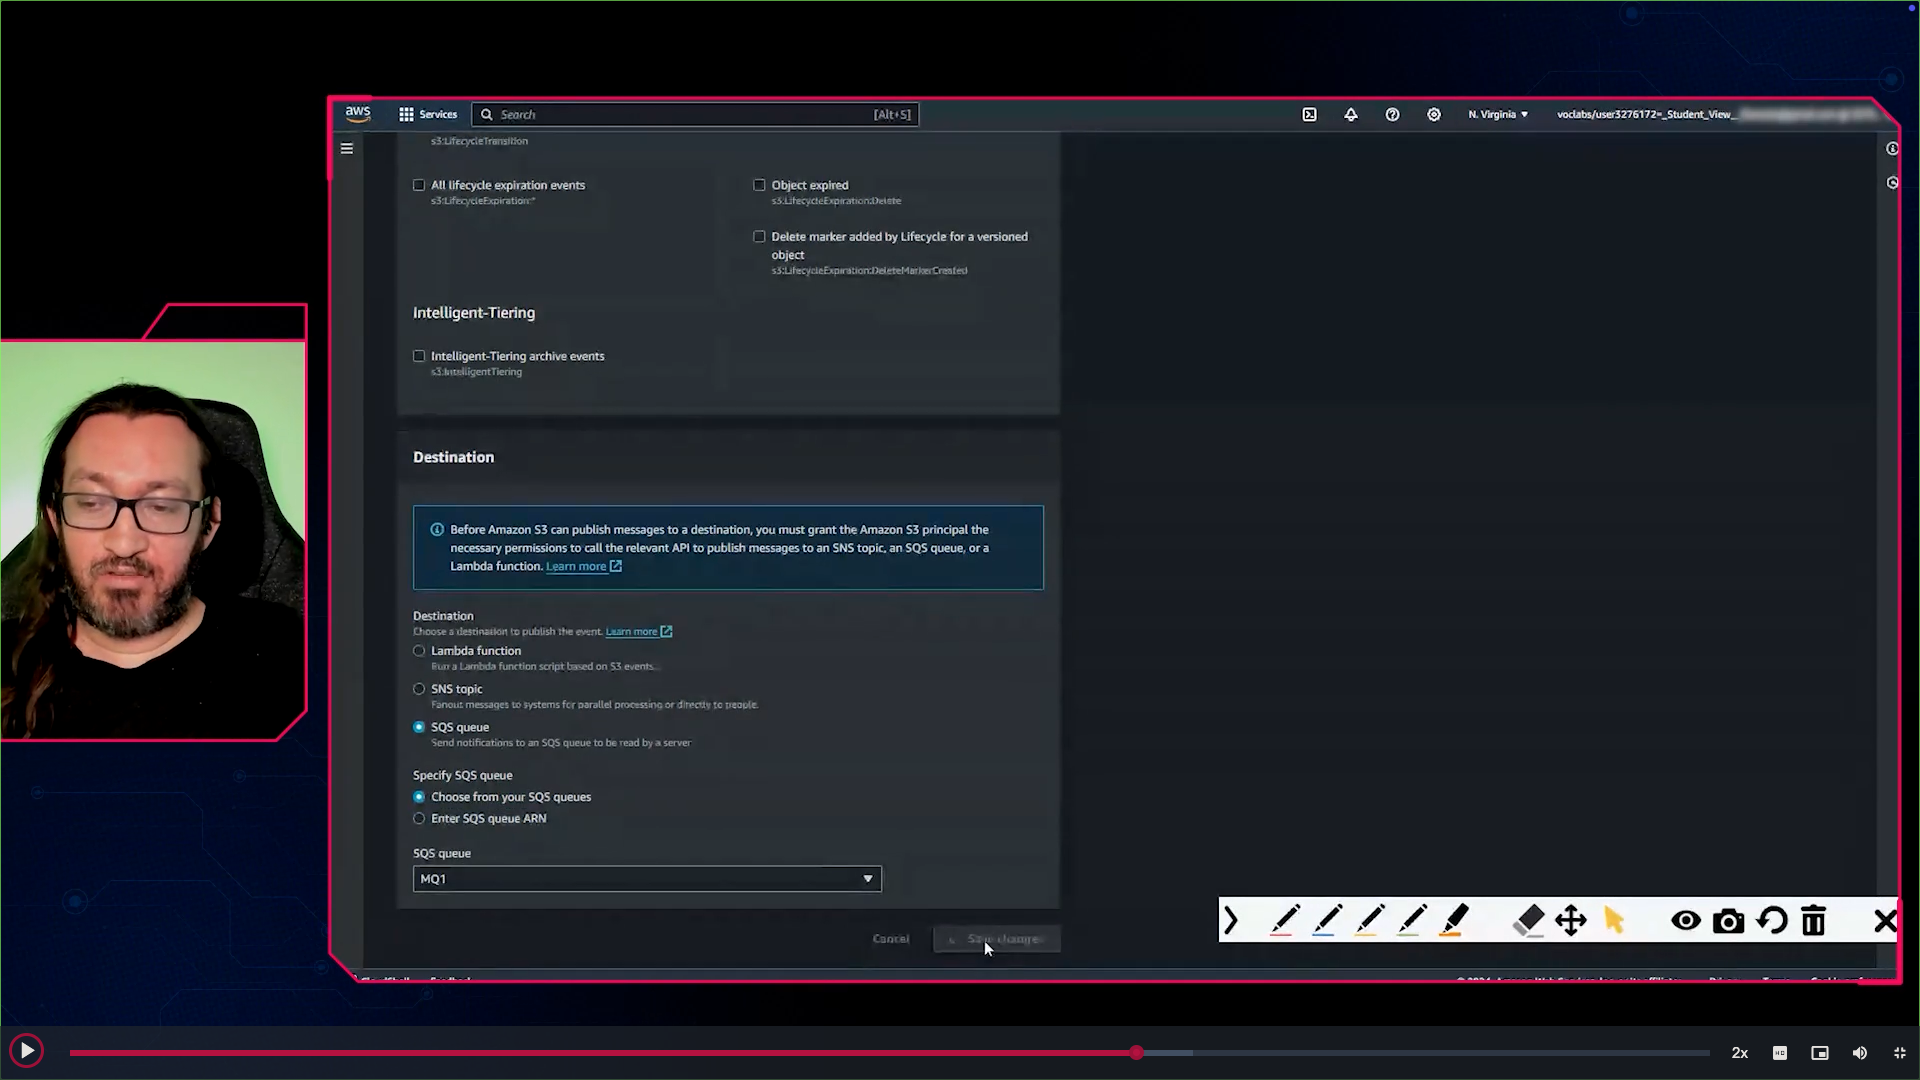 aws
Services
Search
[Alt+S]
N. Virginia
voclabs/user3276172=_Student_View_
s3:LifecycleTransition
All lifecycle expiration events
s3:LifecycleExpiration:*
Object expired
s3:LifecycleExpiration:Delete
Delete marker added by Lifecycle for a versioned
object
s3:LifecycleExpiration:DeleteMarkerCreated
Intelligent-Tiering
Intelligent-Tiering archive events
s3:IntelligentTiering
Destination
Before Amazon S3 can publish messages to a destination, you must grant the Amazon S3 principal the
necessary permissions to call the relevant API to publish messages to an SNS topic, an SQS queue, or a
Lambda function. Learn more
Destination
Choose a destination to publish the event. Learn more
Lambda function
Run a Lambda function script based on S3 events.
SNS topic
Fanout messages to systems for parallel processing or directly to people.
SQS queue
Send notifications to an SQS queue to be read by a server
Specify SQS queue
Choose from your SQS queues
Enter SQS queue ARN
SQS queue
MQ1
Cancel
Save changes
2x
HD